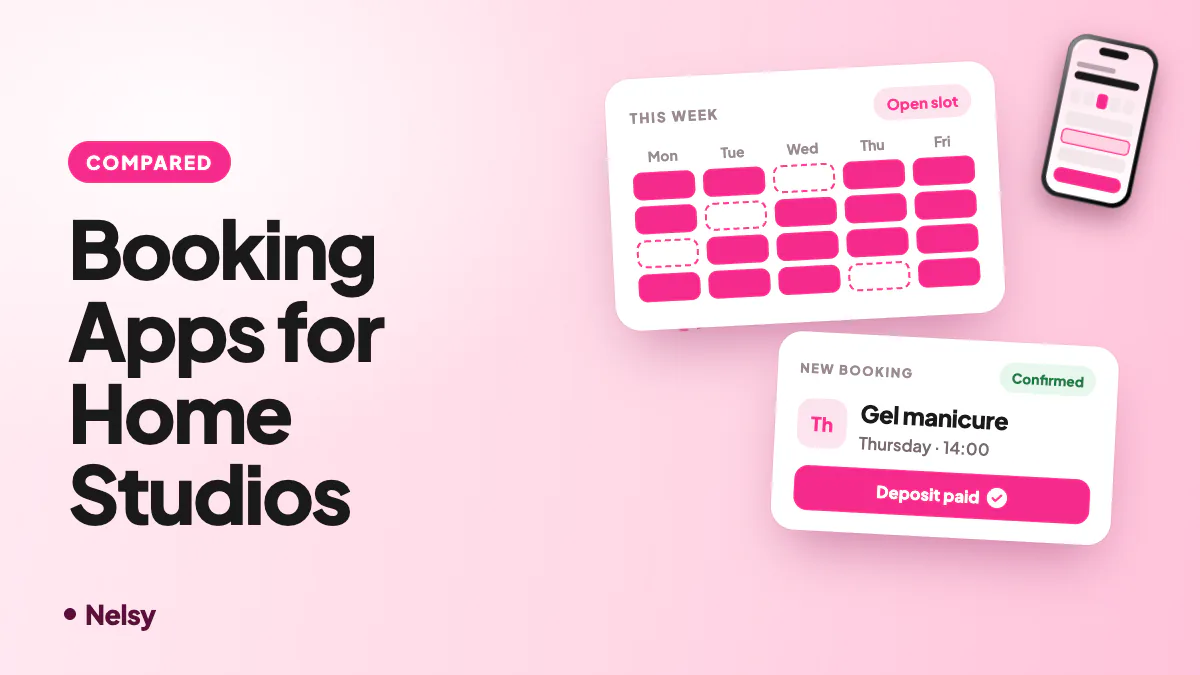 COMPARED
Booking
Apps for
Home
Studios
Nelsy
THIS WEEK
Open slot
Mon Tue Wed Thu Fri
NEW BOOKING
Confirmed
Th
Gel manicure
Thursday · 14:00
Deposit paid